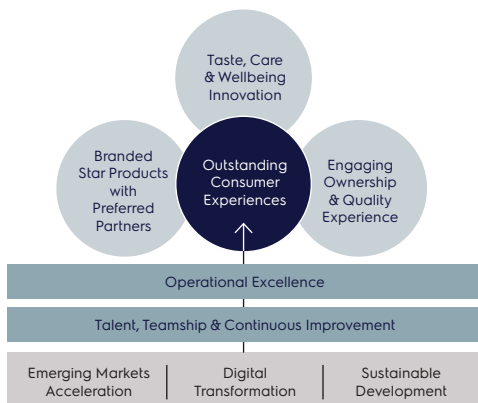 Taste, Care
& Wellbeing
Innovation
Branded
Star Products
with
Preferred
Partners
Outstanding
Consumer
Experiences
Engaging
Ownership
& Quality
Experience
Operational Excellence
Talent, Teamship & Continuous Improvement
Emerging Markets
Acceleration
Digital
Transformation
Sustainable
Development